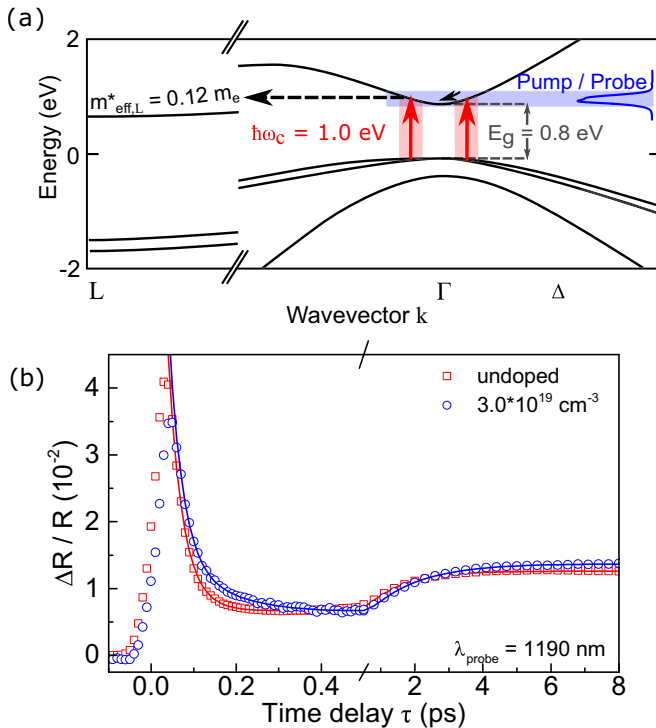 (a)
2
0
-2
Energy (eV)
m*eff,L = 0.12 me
ħωc = 1.0 eV
Eg = 0.8 eV
Pump / Probe
L
Γ
Δ
Wavevector k
(b)
4
3
2
1
0
ΔR / R (10⁻²)
undoped
3.0*10¹⁹ cm⁻³
λprobe = 1190 nm
0.0 0.2 0.4 2 4 6 8
Time delay τ (ps)